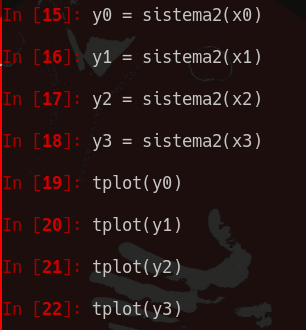 In [15]: y0 = sistema2(x0)
In [16]: y1 = sistema2(x1)
In [17]: y2 = sistema2(x2)
In [18]: y3 = sistema2(x3)
In [19]: tplot(y0)
In [20]: tplot(y1)
In [21]: tplot(y2)
In [22]: tplot(y3)